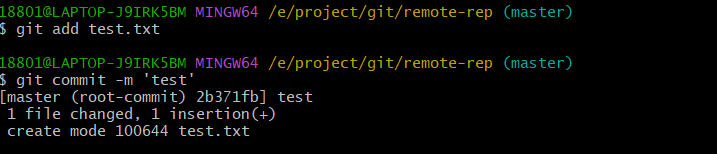 18801@LAPTOP-J9IRK5BM MINGW64 /e/project/git/remote-rep (master)
$ git add test.txt
18801@LAPTOP-J9IRK5BM MINGW64 /e/project/git/remote-rep (master)
$ git commit -m 'test'
[master (root-commit) 2b371fb] test
 1 file changed, 1 insertion(+)
 create mode 100644 test.txt